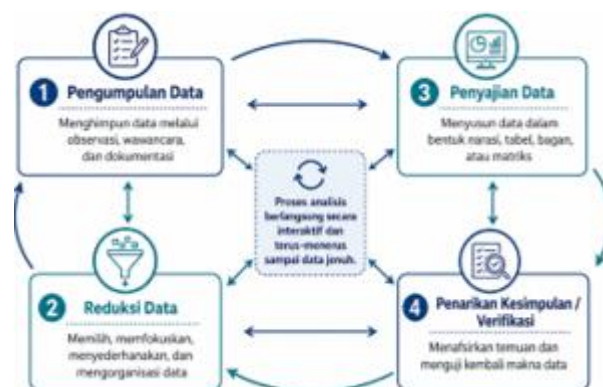 1 Pengumpulan Data
Menghimpun data melalui
observasi, wawancara,
dan dokumentasi
3 Penyajian Data
Menyusun data dalam
bentuk narasi, tabel, bagan,
atau matriks
Proses analisis
berlangsung secara
interaktif dan
terus-menerus
sampai data jenuh.
2 Reduksi Data
Memilih, memfokuskan,
menyederhanakan, dan
mengorganisasi data
4 Penarikan Kesimpulan /
Verifikasi
Menafsirkan temuan dan
menguji kembali makna data